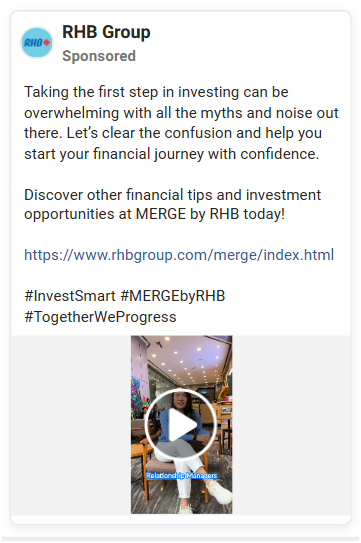 RHB Group
RHB
Sponsored
Taking the first step in investing can be
overwhelming with all the myths and noise out
there. Let’s clear the confusion and help you
start your financial journey with confidence.
Discover other financial tips and investment
opportunities at MERGE by RHB today!
https://www.rhbgroup.com/merge/index.html
#InvestSmart #MERGEbyRHB
#TogetherWeProgress
Relationship Managers